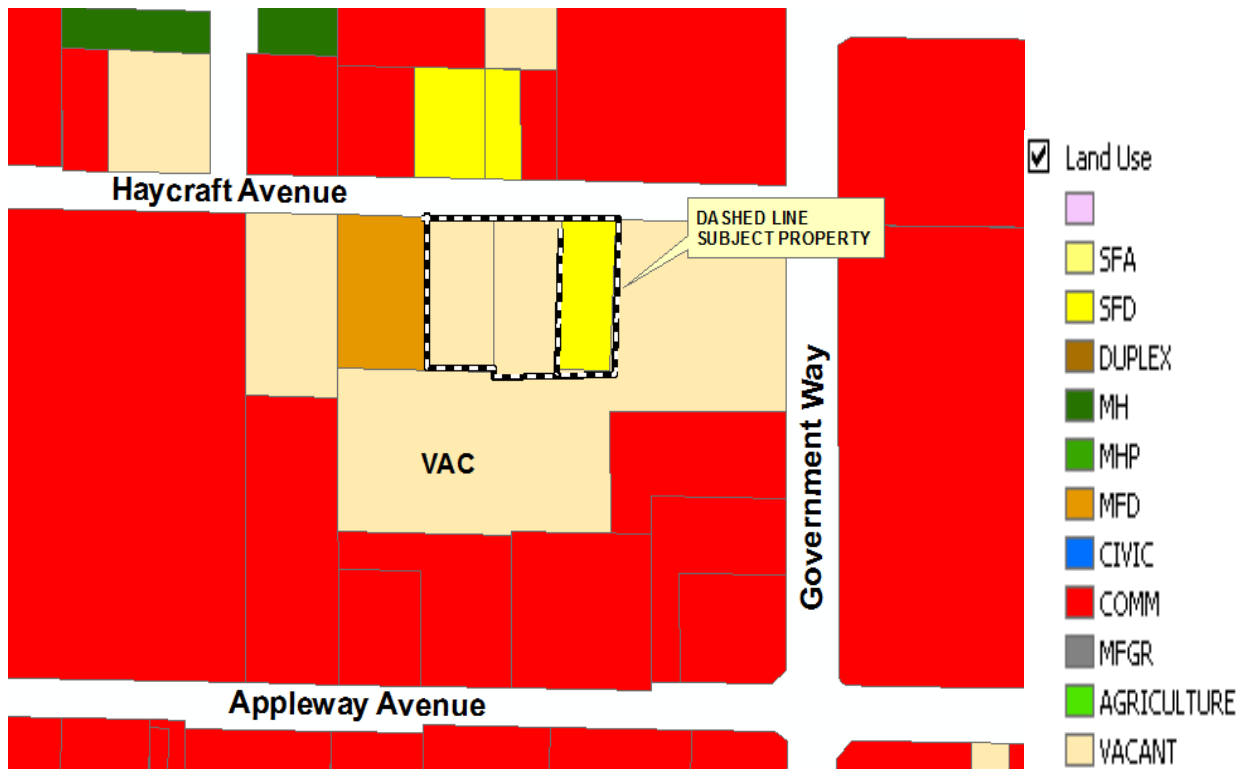 Haycraft Avenue
DASHED LINE
SUBJECT PROPERTY
VAC
Government Way
Appleway Avenue
Land Use
SFA
SFD
DUPLEX
MH
MHP
MFD
CIVIC
COMM
MFGR
AGRICULTURE
VACANT